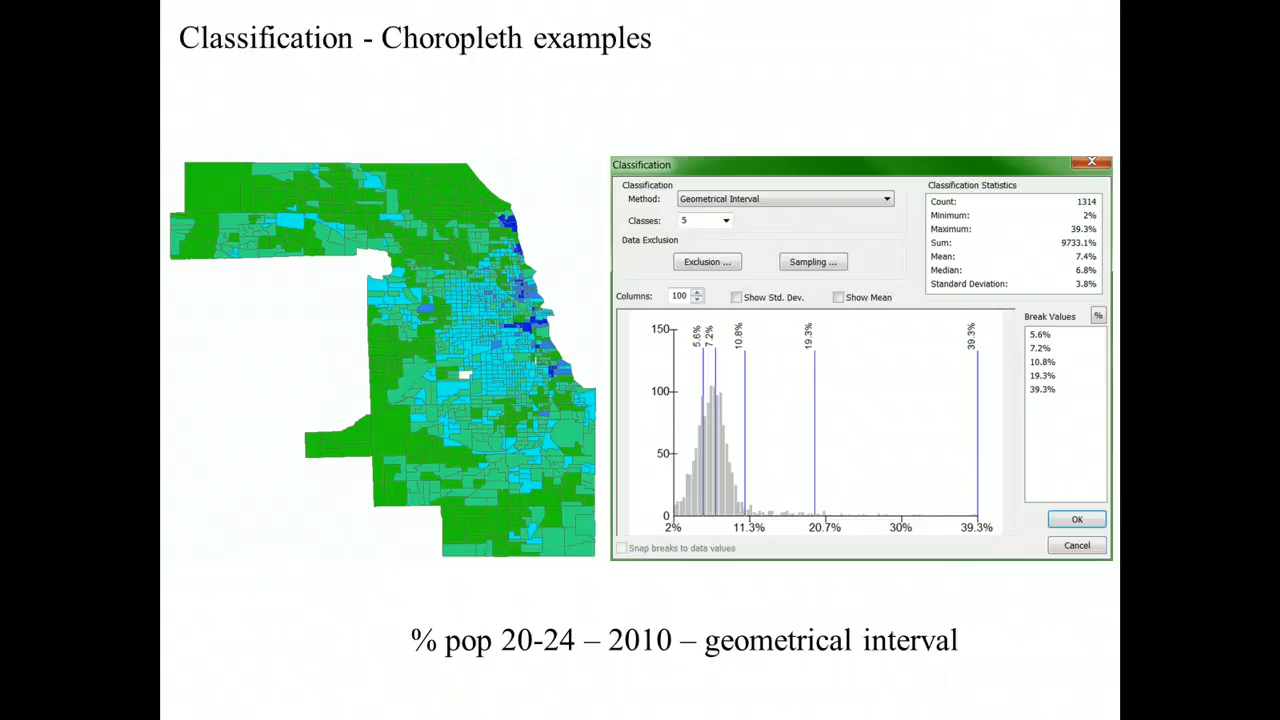 Classification - Choropleth examples
Classification
X
Classification
Method: Geometrical Interval
Classes: 5
Data Exclusion
Exclusion ... Sampling ...
Columns: 100 Show Std. Dev. Show Mean
Classification Statistics
Count: 1314
Minimum: 2%
Maximum: 39.3%
Sum: 9733.1%
Mean: 7.4%
Median: 6.8%
Standard Deviation: 3.8%
Break Values %
5.6%
7.2%
10.8%
19.3%
39.3%
5.6% 7.2% 10.8% 19.3% 39.3%
150
100
50
0
2% 11.3% 20.7% 30% 39.3%
Snap breaks to data values
OK
Cancel
% pop 20-24 – 2010 – geometrical interval